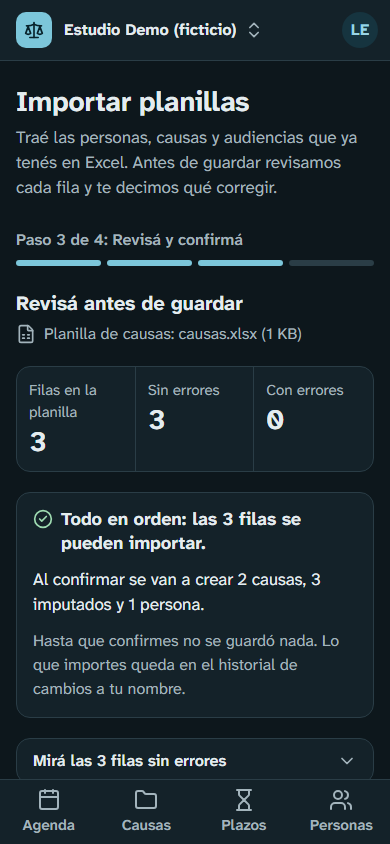 Estudio Demo (ficticio)
LE
Importar planillas
Traé las personas, causas y audiencias que ya
tenés en Excel. Antes de guardar revisamos
cada fila y te decimos qué corregir.
Paso 3 de 4: Revisá y confirmá
Revisá antes de guardar
Planilla de causas: causas.xlsx (1 KB)
Filas en la
planilla
3
Sin errores
3
Con errores
0
Todo en orden: las 3 filas se
pueden importar.
Al confirmar se van a crear 2 causas, 3
imputados y 1 persona.
Hasta que confirmes no se guardó nada. Lo
que importes queda en el historial de
cambios a tu nombre.
Mirá las 3 filas sin errores
Agenda
Causas
Plazos
Personas